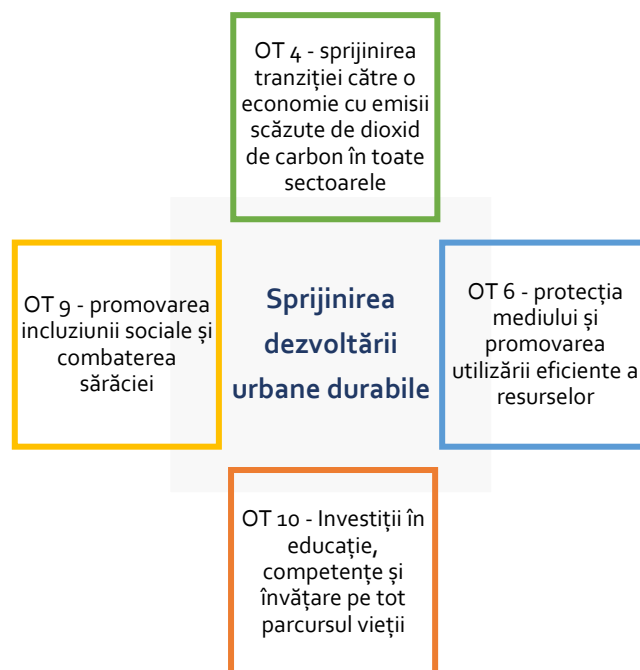 OT 4 - sprijinirea
tranziției către o
economie cu emisii
scăzute de dioxid
de carbon în toate
sectoarele
OT 9 - promovarea
incluziunii sociale și
combaterea
sărăciei
Sprijinirea
dezvoltării
urbane durabile
OT 6 - protecția
mediului și
promovarea
utilizării eficiente a
resurselor
OT 10 - Investiții în
educație,
competențe și
învățare pe tot
parcursul vieții